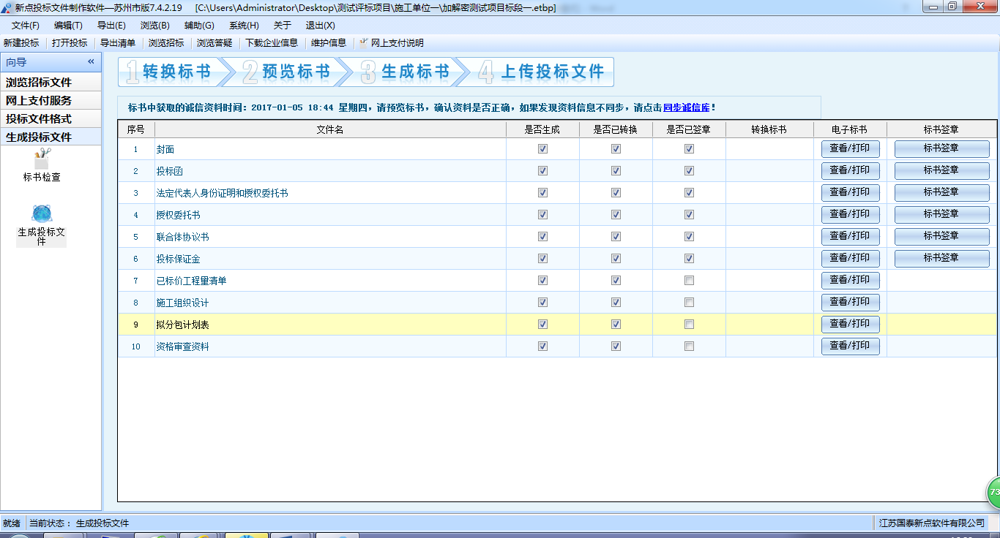 新点投标文件制作软件—苏州市版7.4.2.19 [C:\Users\Administrator\Desktop\测试评标项目\施工单位一\加解密测试项目标段一.etbp]
文件(F) 编辑(T) 导出(E) 浏览(B) 辅助(G) 系统(H) 关于 退出(X)
新建投标 打开投标 导出清单 浏览招标 浏览答疑 下载企业信息 维护信息 网上支付说明
向导 «
浏览招标文件
网上支付服务
投标文件格式
生成投标文件
标书检查
生成投标文
件
1 转换标书 2 预览标书 3 生成标书 4 上传投标文件
标书中获取的诚信资料时间：2017-01-05 18:44 星期四，请预览标书，确认资料是否正确，如果发现资料信息不同步，请点击同步诚信库！
序号 文件名 是否生成 是否已转换 是否已签章 转换标书 电子标书 标书签章
1 封面 查看/打印 标书签章
2 投标函 查看/打印 标书签章
3 法定代表人身份证明和授权委托书 查看/打印 标书签章
4 授权委托书 查看/打印 标书签章
5 联合体协议书 查看/打印 标书签章
6 投标保证金 查看/打印 标书签章
7 已标价工程量清单 查看/打印
8 施工组织设计 查看/打印
9 拟分包计划表 查看/打印
10 资格审查资料 查看/打印
73
就绪 当前状态： 生成投标文件 江苏国泰新点软件有限公司